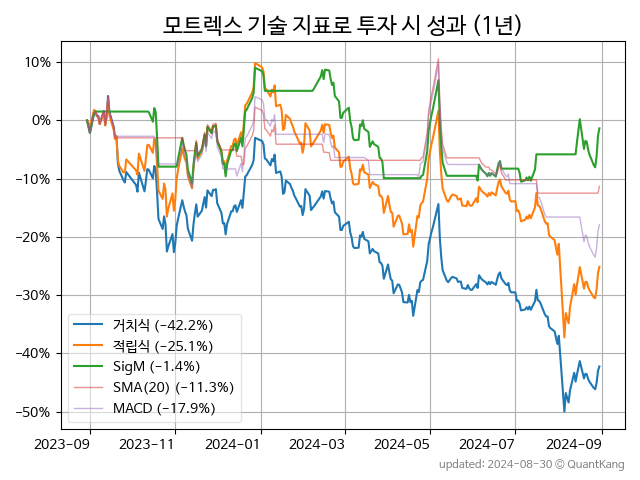 모트렉스 기술 지표로 투자 시 성과 (1년)
10%
0%
−10%
−20%
−30%
−40%
−50%
거치식 (−42.2%)
적립식 (−25.1%)
SigM (−1.4%)
SMA(20) (−11.3%)
MACD (−17.9%)
2023-09 2023-11 2024-01 2024-03 2024-05 2024-07 2024-09
updated: 2024-08-30 © QuantKang